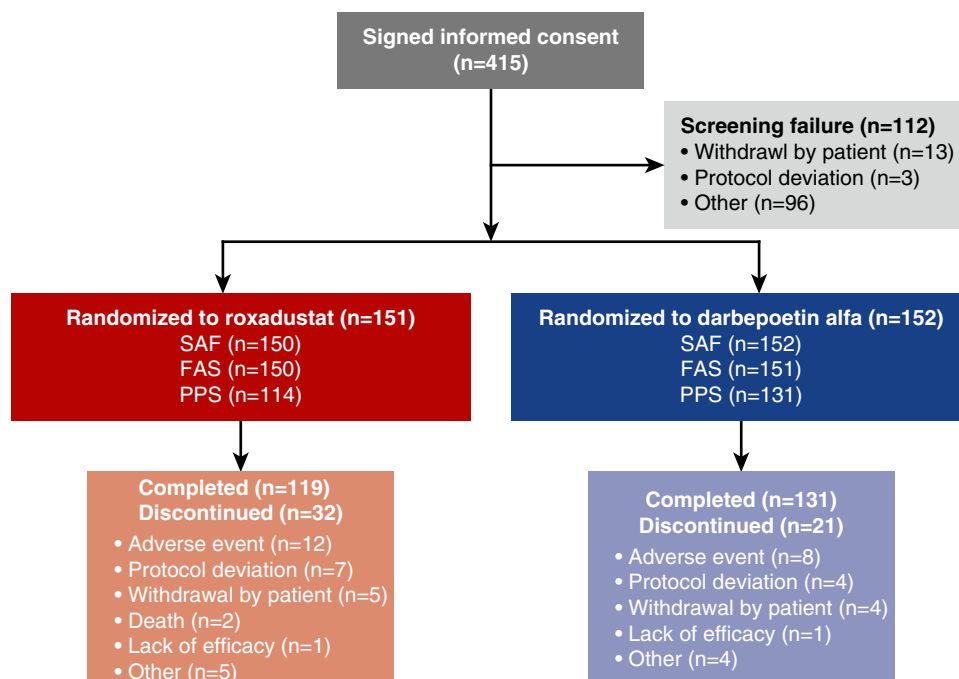 Signed informed consent
(n=415)
Screening failure (n=112)
• Withdrawl by patient (n=13)
• Protocol deviation (n=3)
• Other (n=96)
Randomized to roxadustat (n=151)
SAF (n=150)
FAS (n=150)
PPS (n=114)
Randomized to darbepoetin alfa (n=152)
SAF (n=152)
FAS (n=151)
PPS (n=131)
Completed (n=119)
Discontinued (n=32)
• Adverse event (n=12)
• Protocol deviation (n=7)
• Withdrawal by patient (n=5)
• Death (n=2)
• Lack of efficacy (n=1)
• Other (n=5)
Completed (n=131)
Discontinued (n=21)
• Adverse event (n=8)
• Protocol deviation (n=4)
• Withdrawal by patient (n=4)
• Lack of efficacy (n=1)
• Other (n=4)